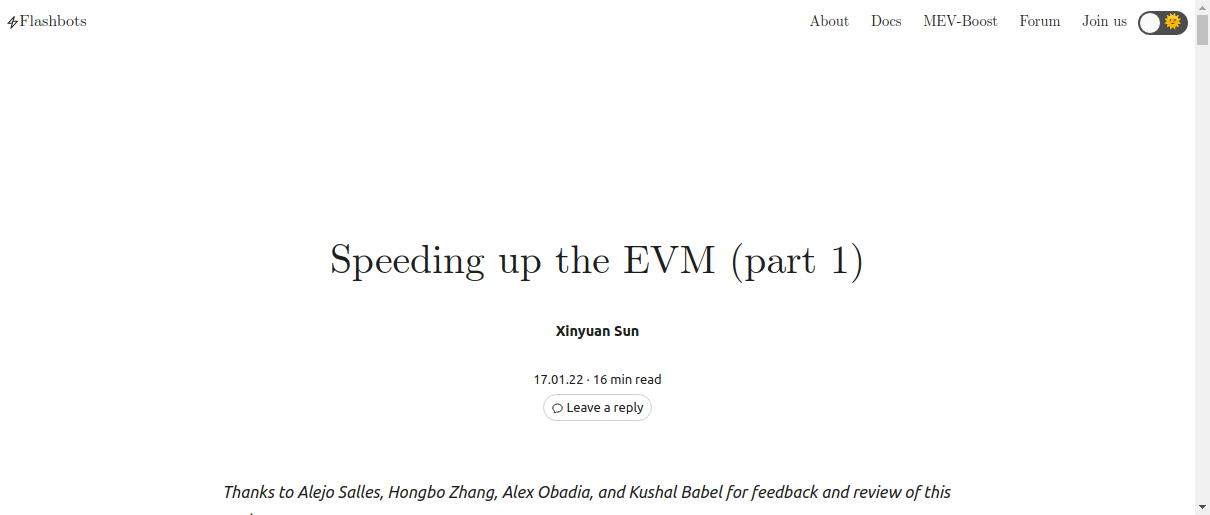 Flashbots About Docs MEV-Boost Forum Join us
Speeding up the EVM (part 1)
Xinyuan Sun
17.01.22 · 16 min read
Leave a reply
Thanks to Alejo Salles, Hongbo Zhang, Alex Obadia, and Kushal Babel for feedback and review of this